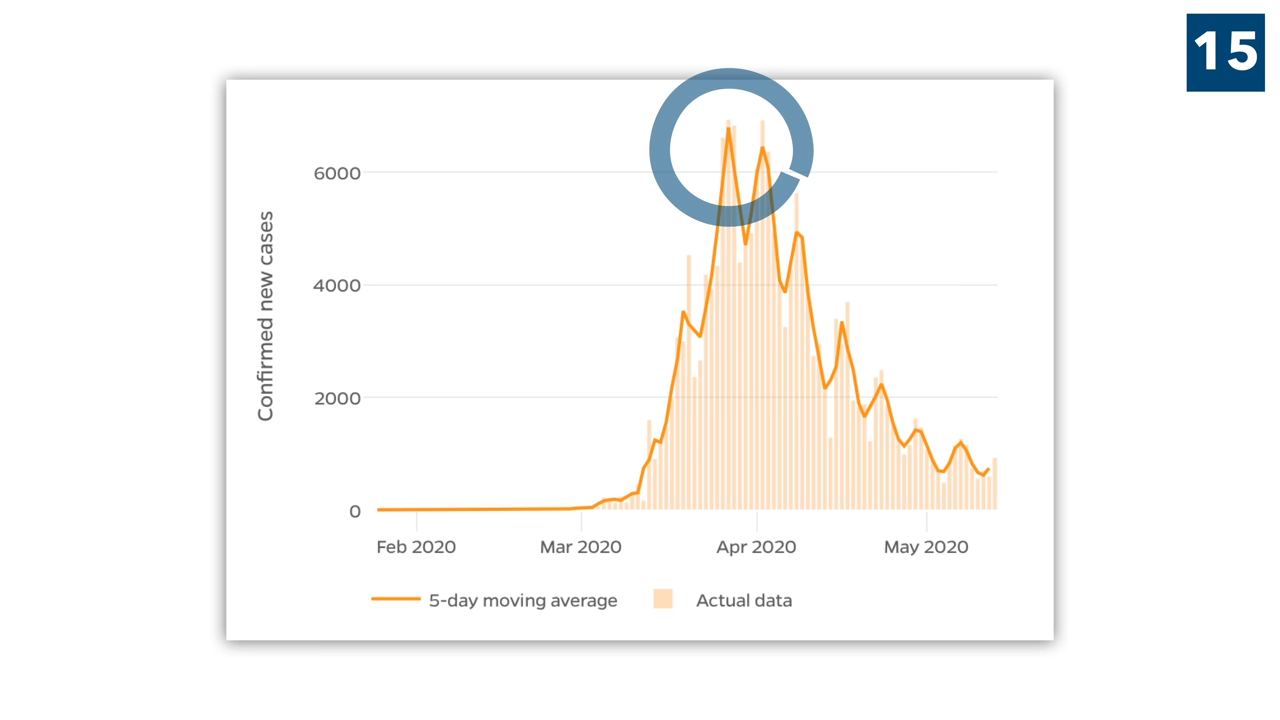 15
Confirmed new cases
6000
4000
2000
0
Feb 2020
Mar 2020
Apr 2020
May 2020
5-day moving average
Actual data